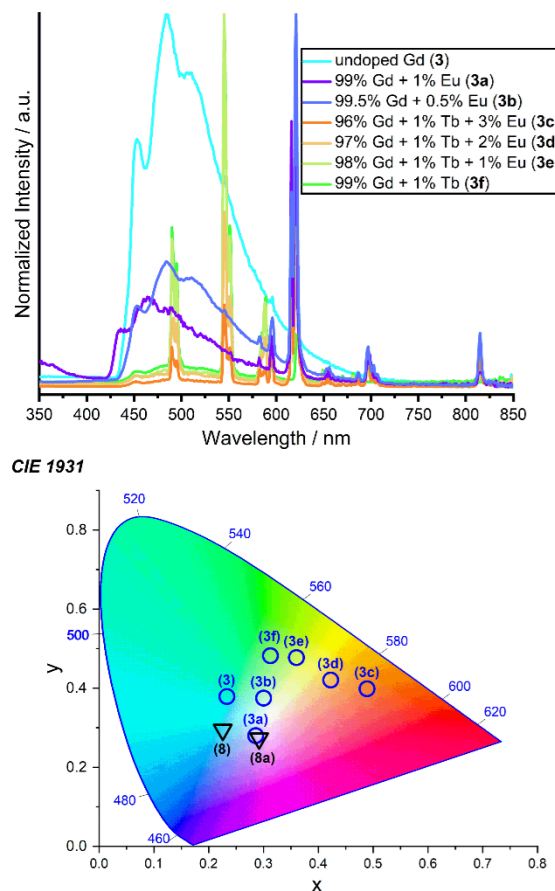 Normalized Intensity / a.u.
undoped Gd (3)
99% Gd + 1% Eu (3a)
99.5% Gd + 0.5% Eu (3b)
96% Gd + 1% Tb + 3% Eu (3c)
97% Gd + 1% Tb + 2% Eu (3d)
98% Gd + 1% Tb + 1% Eu (3e)
99% Gd + 1% Tb (3f)
350 400 450 500 550 600 650 700 750 800 850
Wavelength / nm
CIE 1931
y
0.8
0.6
0.4
0.2
0.0
520
540
560
500
580
600
620
480
460
(3f)
(3e)
(3d)
(3c)
(3)
(3b)
(3a)
(8)
(8a)
0.0 0.1 0.2 0.3 0.4 0.5 0.6 0.7 0.8
x